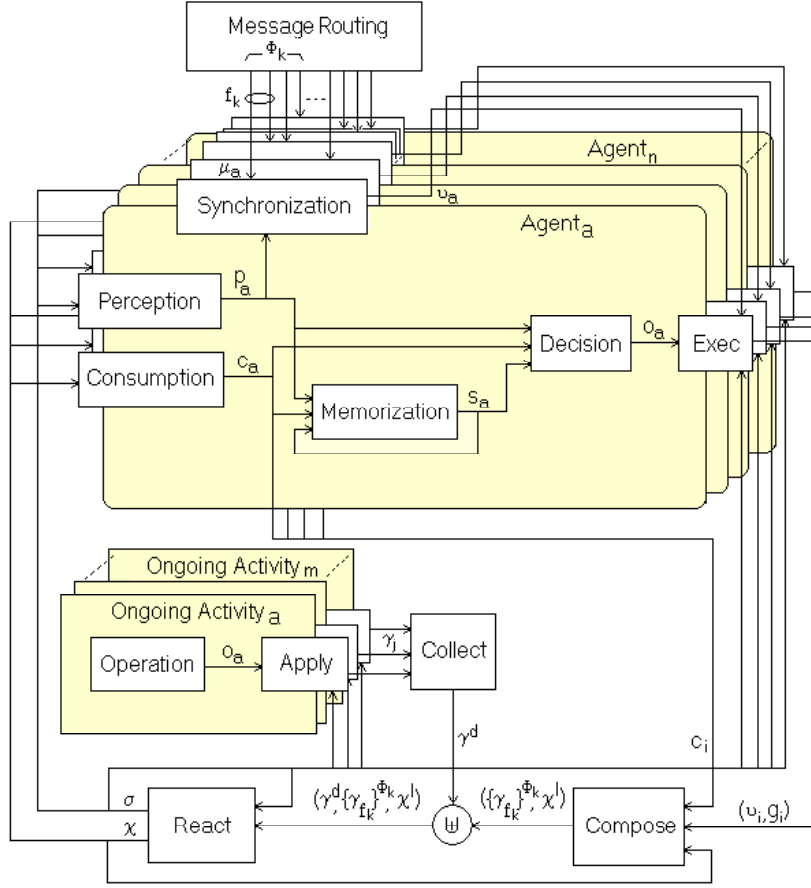 Message Routing
Φk
fk
---
Agentn
μa
Synchronization
υa
Agenta
Perception
pa
Consumption
ca
Decision
oa
Exec
Memorization
sa
Ongoing Activity m
Ongoing Activity a
Operation
oa
Apply
γj
Collect
γd
ci
σ
χ
React
(γd,{γfk}Φk,χl)
⊎
({γfk}Φk,χl)
Compose
(υi,gi)